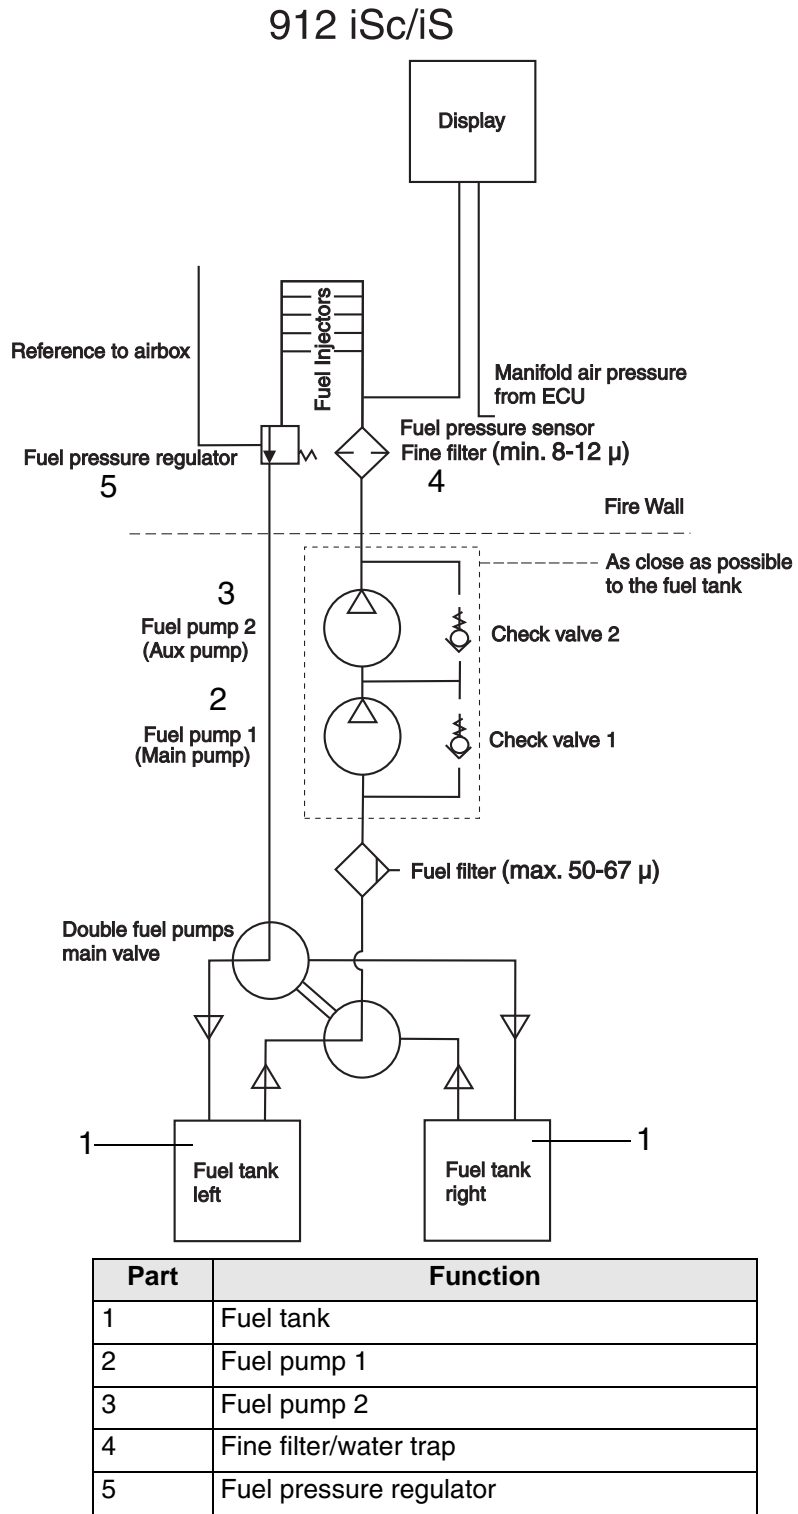 912 iSc/iS
Display
Fuel Injectors
Reference to airbox
Manifold air pressure
from ECU
Fuel pressure sensor
Fuel pressure regulator
Fine filter (min. 8-12 µ)
5
4
Fire Wall
As close as possible
to the fuel tank
3
Fuel pump 2
(Aux pump)
Check valve 2
2
Fuel pump 1
(Main pump)
Check valve 1
Fuel filter (max. 50-67 µ)
Double fuel pumps
main valve
1
1
Fuel tank
left
Fuel tank
right
Part Function
1 Fuel tank
2 Fuel pump 1
3 Fuel pump 2
4 Fine filter/water trap
5 Fuel pressure regulator